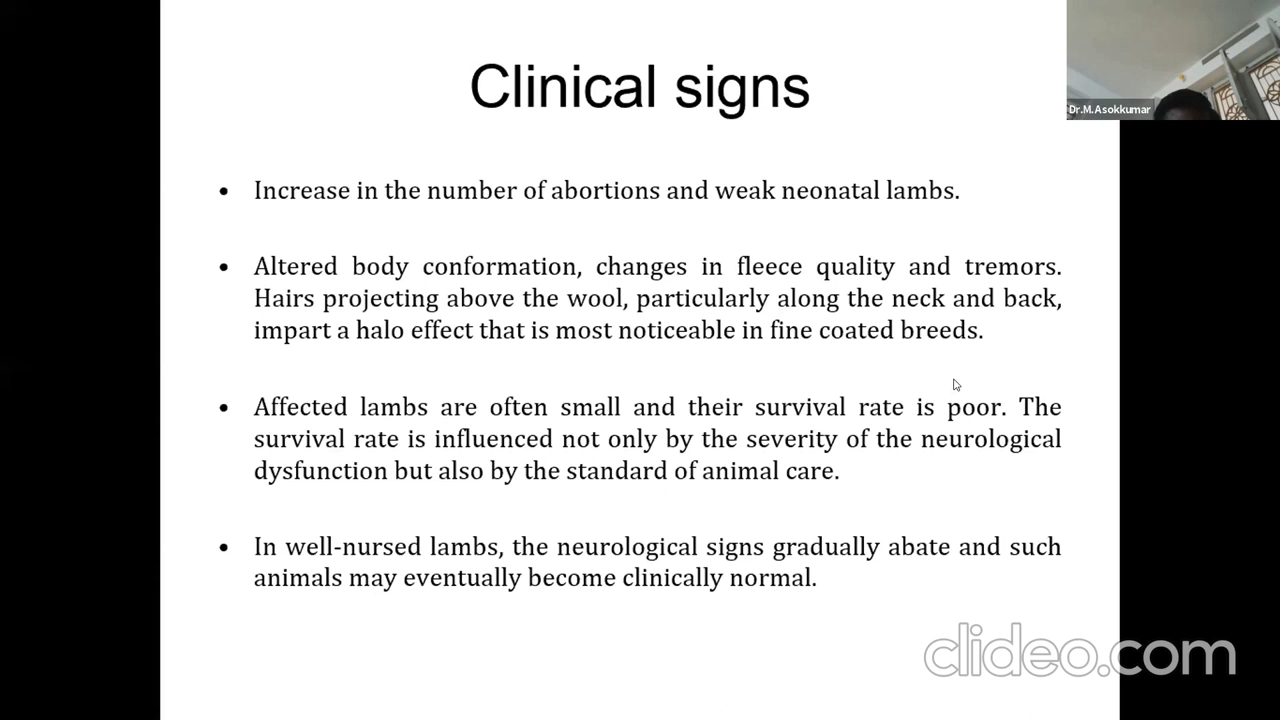 Clinical signs
Dr.M.Asokkumar
• Increase in the number of abortions and weak neonatal lambs.
• Altered body conformation, changes in fleece quality and tremors.
Hairs projecting above the wool, particularly along the neck and back,
impart a halo effect that is most noticeable in fine coated breeds.
• Affected lambs are often small and their survival rate is poor. The
survival rate is influenced not only by the severity of the neurological
dysfunction but also by the standard of animal care.
• In well-nursed lambs, the neurological signs gradually abate and such
animals may eventually become clinically normal.
clideo.com